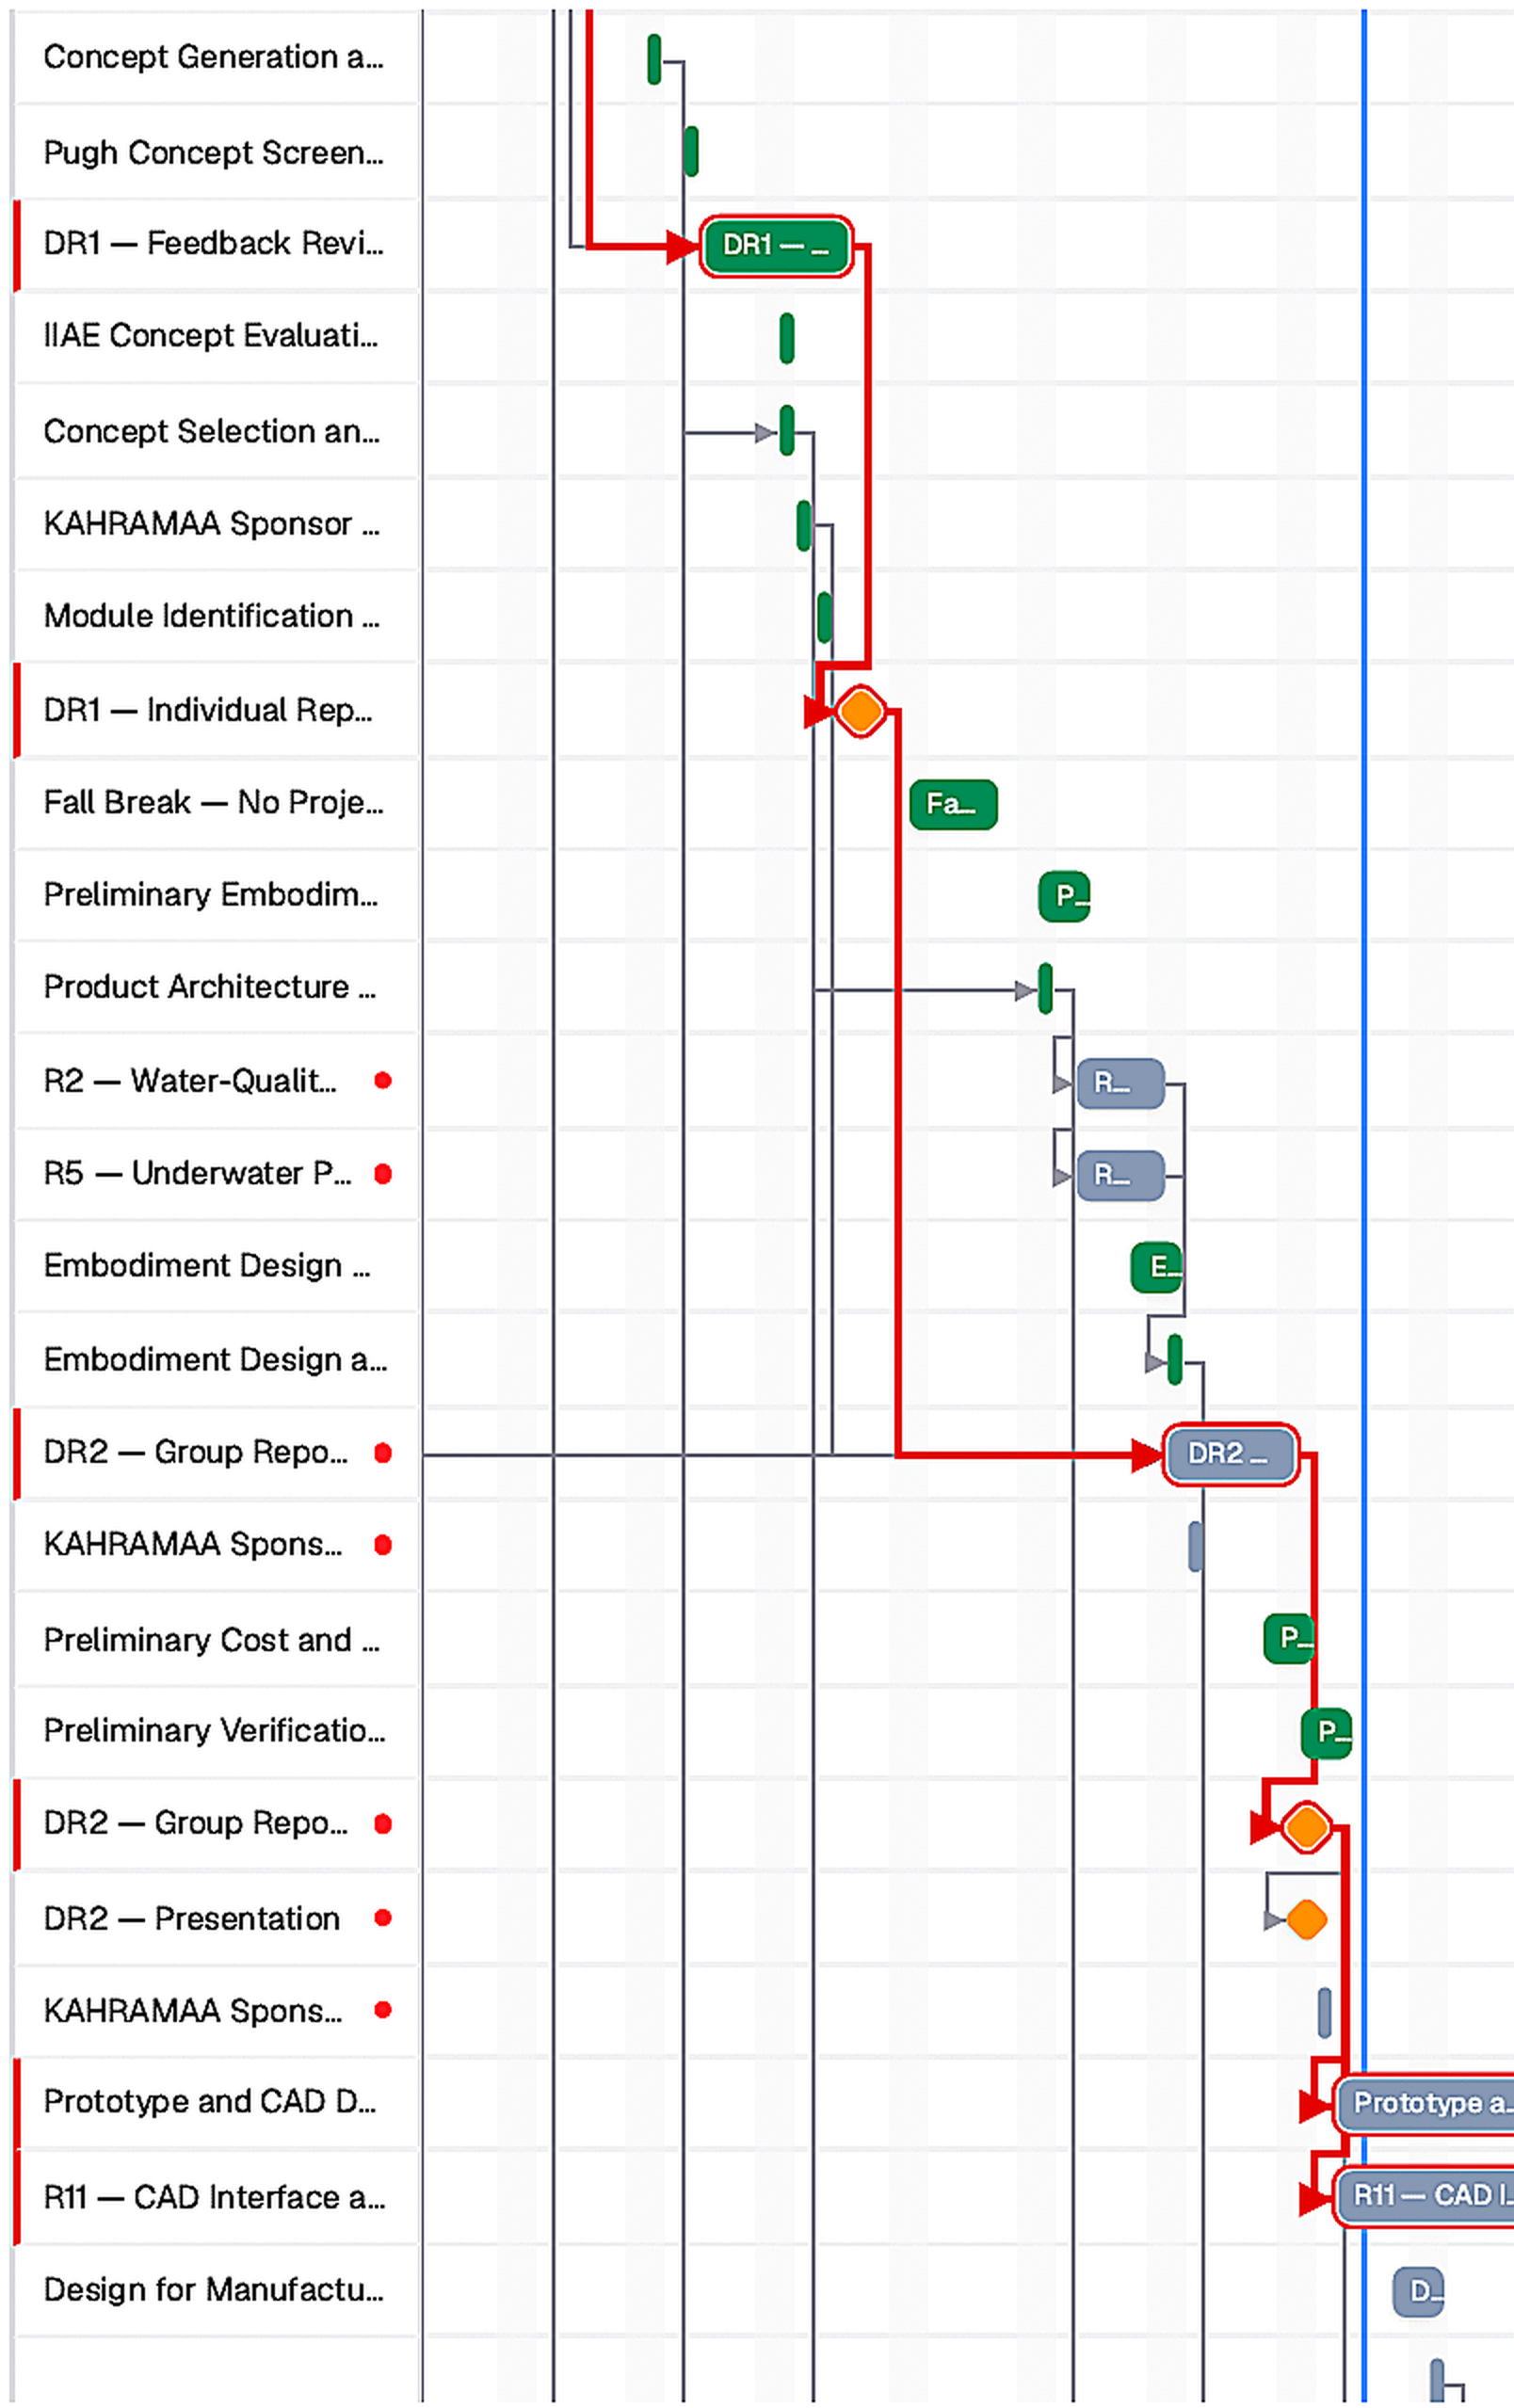 Concept Generation a...
Pugh Concept Screen...
DR1 — Feedback Revi...
DR1 — ...
IIAE Concept Evaluati...
Concept Selection an...
KAHRAMAA Sponsor ...
Module Identification ...
DR1 — Individual Rep...
Fall Break — No Proje...
Fa...
Preliminary Embodim...
P...
Product Architecture ...
R2 — Water-Qualit...
R...
R5 — Underwater P...
R...
Embodiment Design ...
E...
Embodiment Design a...
DR2 — Group Repo...
DR2 ...
KAHRAMAA Spons...
Preliminary Cost and ...
P...
Preliminary Verificatio...
P...
DR2 — Group Repo...
DR2 — Presentation
KAHRAMAA Spons...
Prototype and CAD D...
Prototype a...
R11 — CAD Interface a...
R11 — CAD I...
Design for Manufactu...
D...